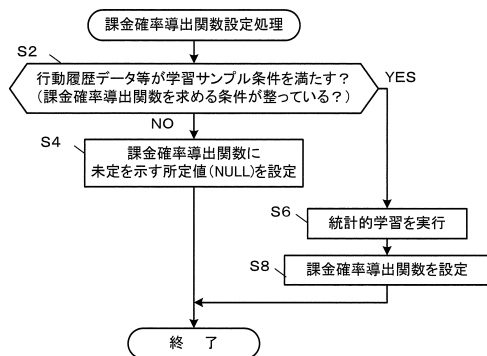 課金確率導出関数設定処理
S2
行動履歴データ等が学習サンプル条件を満たす?
(課金確率導出関数を求める条件が整っている?)
YES
NO
S4
課金確率導出関数に
未定を示す所定値(NULL)を設定
S6
統計的学習を実行
S8
課金確率導出関数を設定
終 了